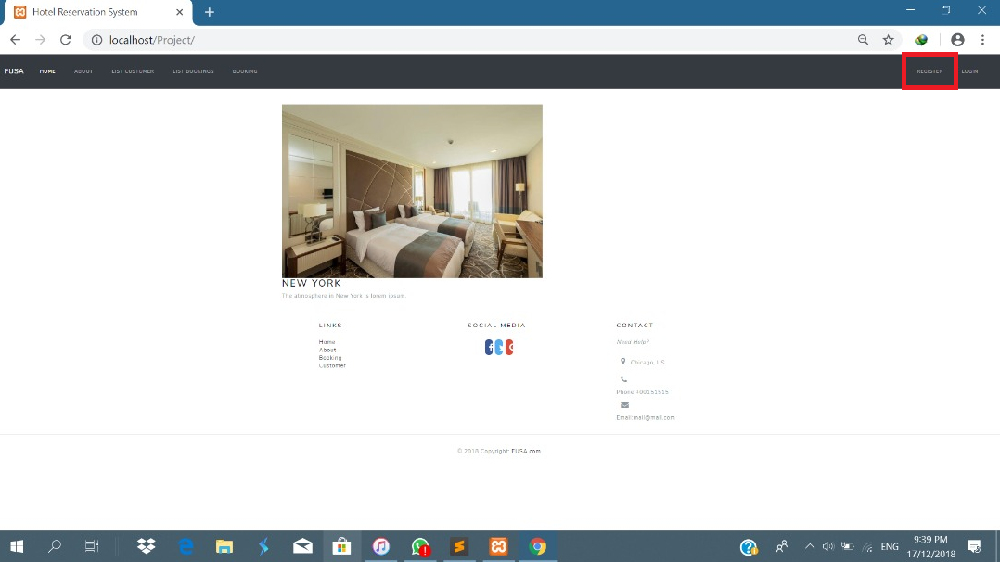 Hotel Reservation System
localhost/Project/
FUSA HOME ABOUT LIST CUSTOMER LIST BOOKINGS BOOKING REGISTER LOGIN
NEW YORK
The atmosphere in New York is lorem ipsum.
LINKS
Home
About
Booking
Customer
SOCIAL MEDIA
CONTACT
Need Help?
Chicago, US
Phone:+00151515
Email:mail@mail.com
© 2018 Copyright: FUSA.com
ENG
9:39 PM
17/12/2018